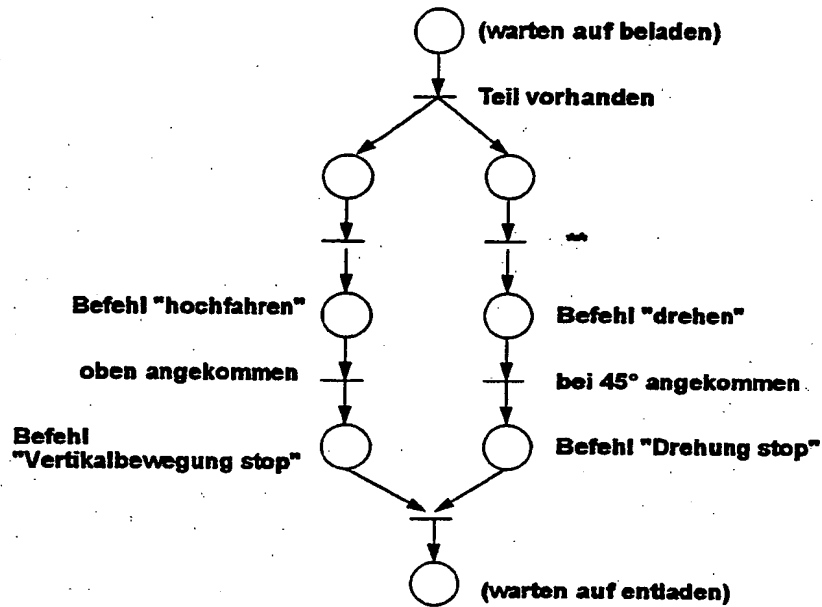 (warten auf beladen)
Teil vorhanden
**
Befehl "hochfahren"
Befehl "drehen"
oben angekommen
bei 45° angekommen
Befehl
"Vertikalbewegung stop"
Befehl "Drehung stop"
(warten auf entladen)